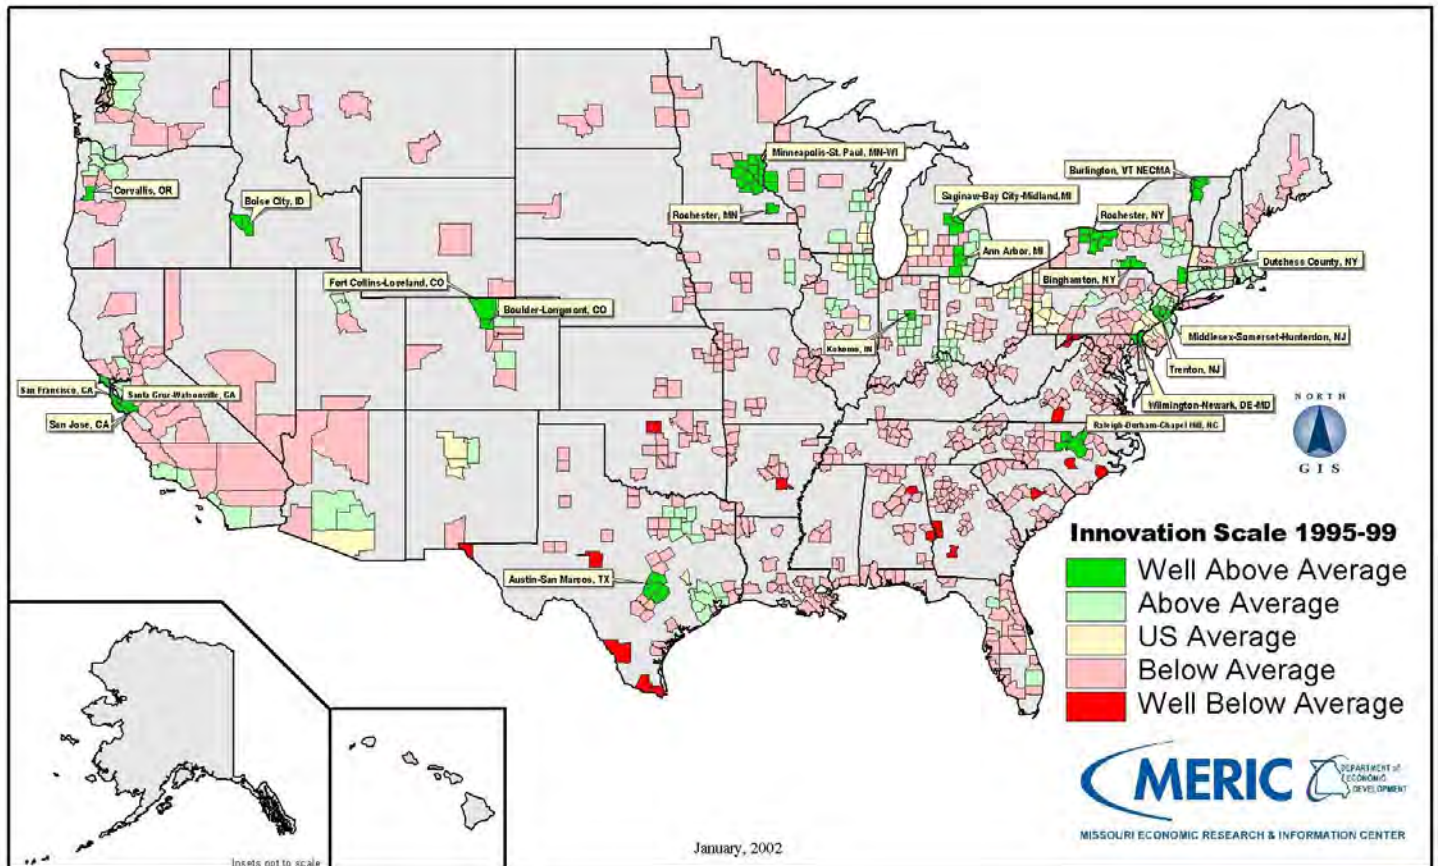 Minneapolis-St. Paul, MN-WI
Burlington, VT NECMA
Corvallis, OR
Boise City, ID
Saginaw-Bay City-Midland,MI
Rochester, MN
Rochester, NY
Ann Arbor, MI
Dutchess County, NY
Binghamton, NY
Fort Collins-Loveland, CO
Boulder-Longmont, CO
Kokomo, IN
Middlesex-Somerset-Hunterdon, NJ
Trenton, NJ
San Francisco, CA
Santa Cruz-Watsonville, CA
San Jose, CA
Wilmington-Newark, DE-MD
Raleigh-Durham-Chapel Hill, NC
NORTH
GIS
Austin-San Marcos, TX
Innovation Scale 1995-99
Well Above Average
Above Average
US Average
Below Average
Well Below Average
MERIC
DEPARTMENT of
ECONOMIC
DEVELOPMENT
MISSOURI ECONOMIC RESEARCH & INFORMATION CENTER
January, 2002
Insets not to scale